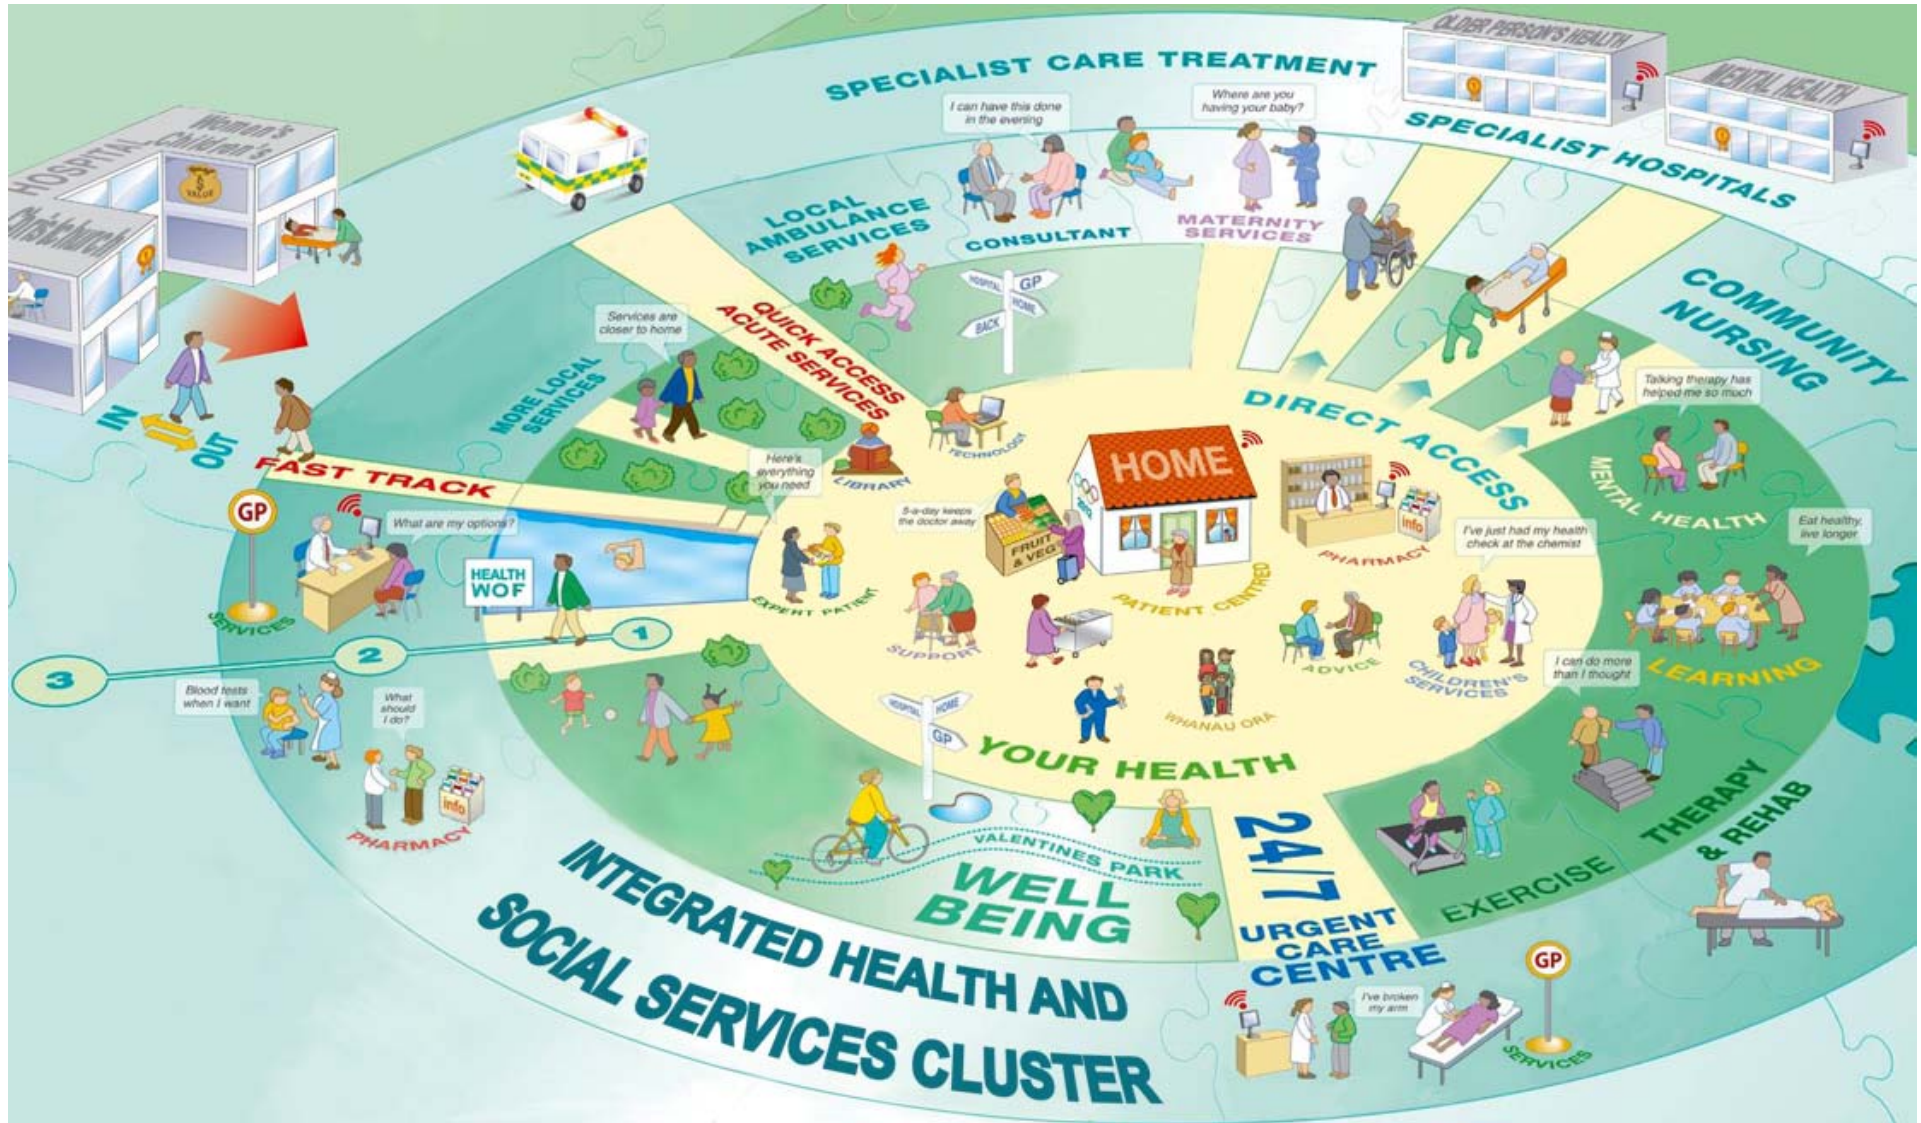 OLDER PERSON'S HEALTH
MENTAL HEALTH
SPECIALIST CARE TREATMENT
SPECIALIST HOSPITALS
HOSPITAL
Women's
Children's
VALUE
Christchurch
I can have this done
in the evening
Where are you
having your baby?
LOCAL
AMBULANCE
SERVICES
CONSULTANT
MATERNITY
SERVICES
COMMUNITY
NURSING
HOSPITAL
GP
HOME
BACK
Services are
closer to home
QUICK ACCESS
ACUTE SERVICES
MORE LOCAL
SERVICES
IN
OUT
FAST TRACK
Here's
everything
you need
LIBRARY
TECHNOLOGY
HOME
DIRECT ACCESS
Talking therapy has
helped me so much
MENTAL HEALTH
GP
SERVICES
What are my options?
HEALTH
WOF
EXPERT PATIENT
5-a-day keeps
the doctor away
FRUIT
& VEG
PATIENT CENTRED
info
PHARMACY
I've just had my health
check at the chemist
Eat healthy,
live longer
LEARNING
SUPPORT
ADVICE
CHILDREN'S
SERVICES
WHANAU ORA
I can do more
than I thought
1
2
3
Blood tests
when I want
What
should
I do?
info
PHARMACY
HOSPITAL
HOME
GP
YOUR HEALTH
VALENTINES PARK
WELL
BEING
24/7
URGENT
CARE
CENTRE
EXERCISE THERAPY
& REHAB
INTEGRATED HEALTH AND
SOCIAL SERVICES CLUSTER
I've broken
my arm
GP
SERVICES